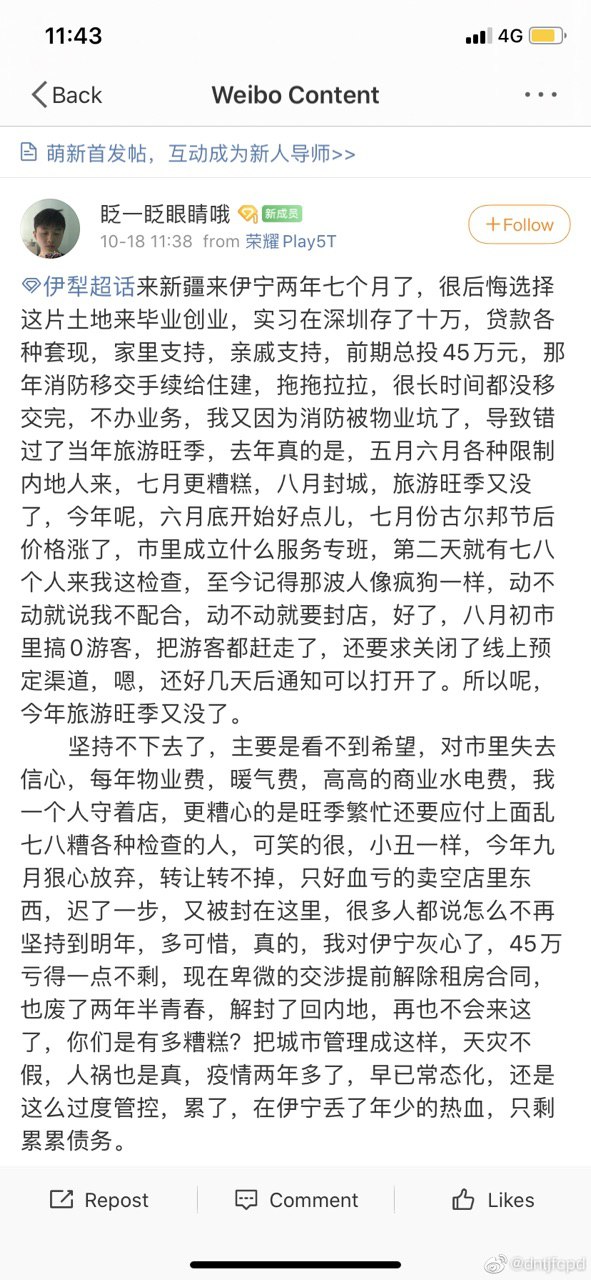 11:43
4G
Back
Weibo Content
萌新首发帖，互动成为新人导师>>
眨一眨眼睛哦
新成员
10-18 11:38 from 荣耀Play5T
+Follow
伊犁超话来新疆来伊宁两年七个月了，很后悔选择
这片土地来毕业创业，实习在深圳存了十万，贷款各
种套现，家里支持，亲戚支持，前期总投45万元，那
年消防移交手续给住建，拖拖拉拉，很长时间都没移
交完，不办业务，我又因为消防被物业坑了，导致错
过了当年旅游旺季，去年真的是，五月六月各种限制
内地人来，七月更糟糕，八月封城，旅游旺季又没
了，今年呢，六月底开始好点儿，七月份古尔邦节后
价格涨了，市里成立什么服务专班，第二天就有七八
个人来我这检查，至今记得那波人像疯狗一样，动不
动就说我不配合，动不动就要封店，好了，八月初市
里搞0游客，把游客都赶走了，还要求关闭了线上预
定渠道，嗯，还好几天后通知可以打开了。所以呢，
今年旅游旺季又没了。
坚持不下去了，主要是看不到希望，对市里失去
信心，每年物业费，暖气费，高高的商业水电费，我
一个人守着店，更糟心的是旺季繁忙还要应付上面乱
七八糟各种检查的人，可笑的很，小丑一样，今年九
月狠心放弃，转让转不掉，只好血亏的卖空店里东
西，迟了一步，又被封在这里，很多人都说怎么不再
坚持到明年，多可惜，真的，我对伊宁灰心了，45万
亏得一点不剩，现在卑微的交涉提前解除租房合同，
也废了两年半青春，解封了回内地，再也不会来这
了，你们是有多糟糕？把城市管理成这样，天灾不
假，人祸也是真，疫情两年多了，早已常态化，还是
这么过度管控，累了，在伊宁丢了年少的热血，只剩
累累债务。
Repost
Comment
Likes
@dntjfcpd